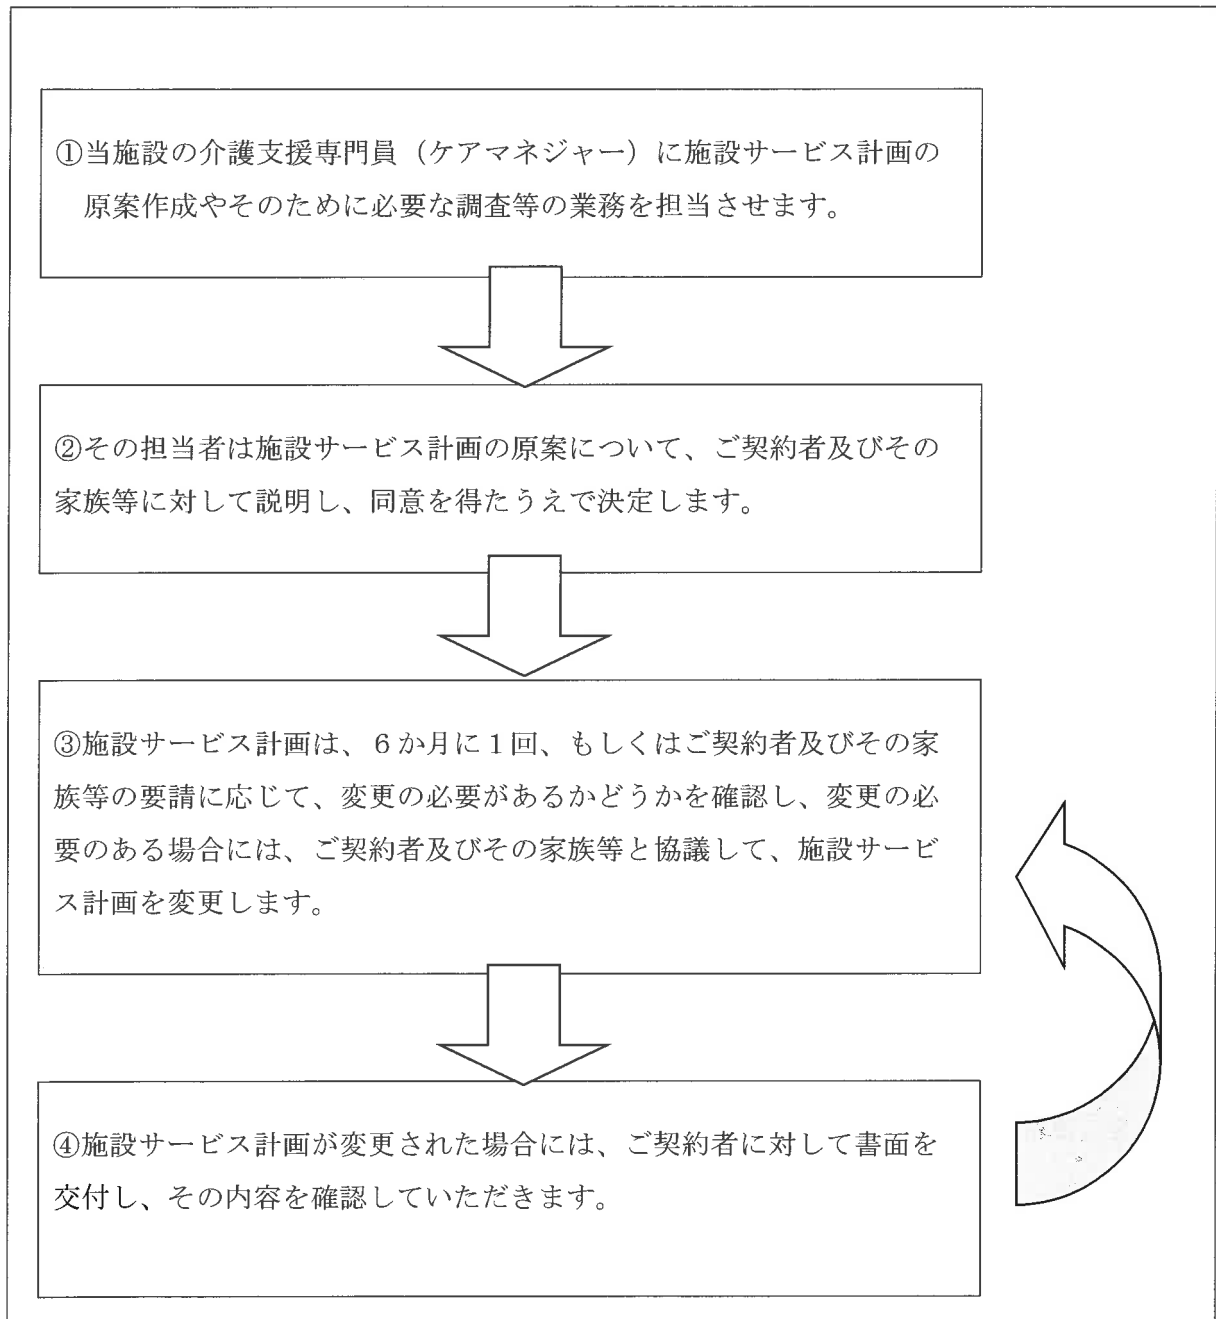 ①当施設の介護支援専門員（ケアマネジャー）に施設サービス計画の
原案作成やそのために必要な調査等の業務を担当させます。
②その担当者は施設サービス計画の原案について、ご契約者及びその
家族等に対して説明し、同意を得たうえで決定します。
③施設サービス計画は、６か月に１回、もしくはご契約者及びその家
族等の要請に応じて、変更の必要があるかどうかを確認し、変更の必
要のある場合には、ご契約者及びその家族等と協議して、施設サービ
ス計画を変更します。
④施設サービス計画が変更された場合には、ご契約者に対して書面を
交付し、その内容を確認していただきます。